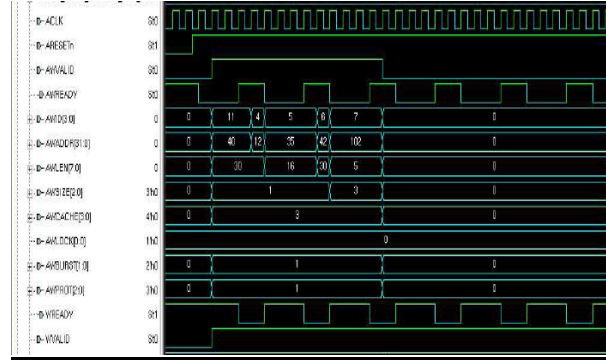 ACLK St0
ARESETn St1
AWVALID St0
AWREADY St0
AWID[3:0] 0 0 11 4 5 6 7 0
AWADDR[31:0] 0 0 40 12 35 42 102 0
AWLEN[7:0] 0 0 30 16 30 5 0
AWSIZE[2:0] 3'h0 0 1 3 0
AWCACHE[3:0] 4'h0 0 3 0
AWLOCK[0:0] 1'h0 0
AWBURST[1:0] 2'h0 0 1 0
AWPROT[2:0] 3'h0 0 1 0
WREADY St1
WVALID St0